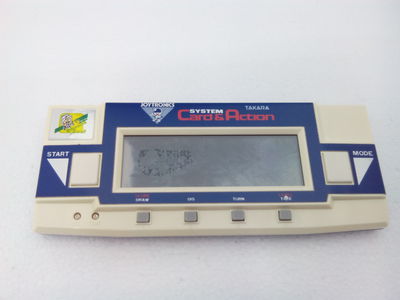 JOYTRONICS
SYSTEM
TAKARA
Card & Action
START
MODE
DRAW
TURN